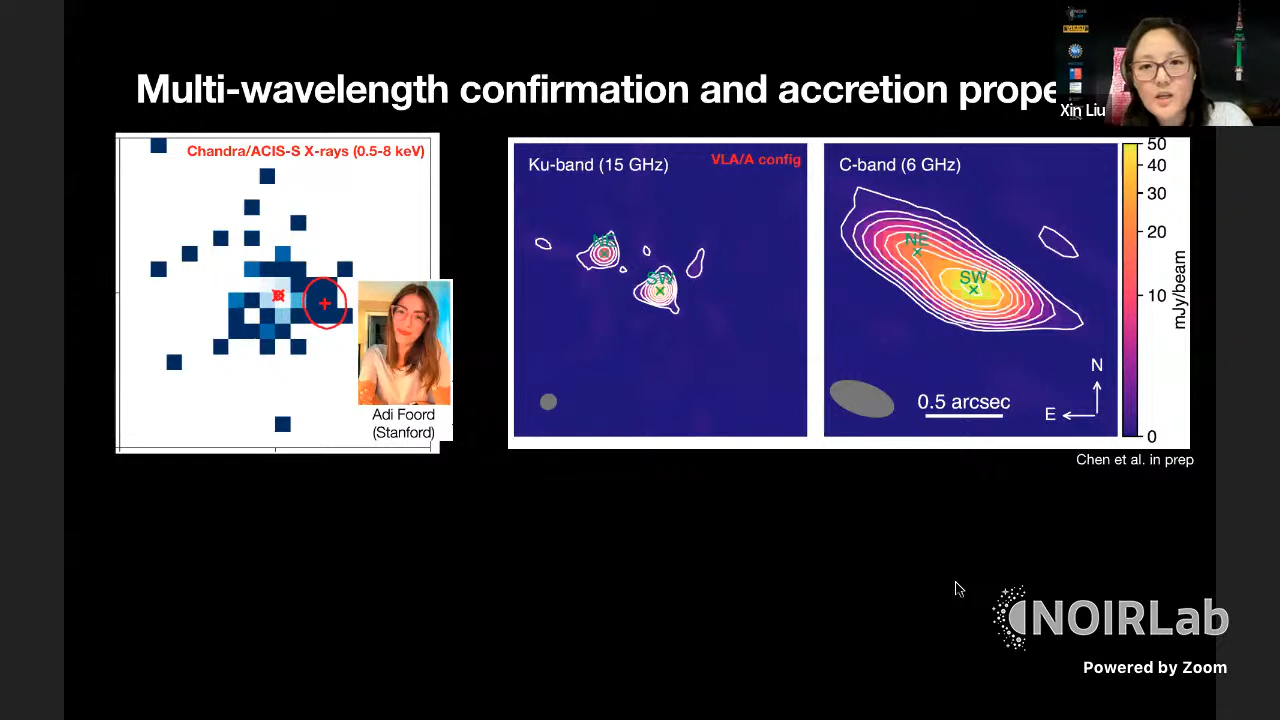 Multi-wavelength confirmation and accretion prope
Xin Liu
Chandra/ACIS-S X-rays (0.5-8 keV)
Adi Foord
(Stanford)
Ku-band (15 GHz)
VLA/A config
NE
SW
C-band (6 GHz)
NE
SW
0.5 arcsec
N
E
50
40
30
20
10
0
mJy/beam
Chen et al. in prep
NOIRLab
Powered by Zoom